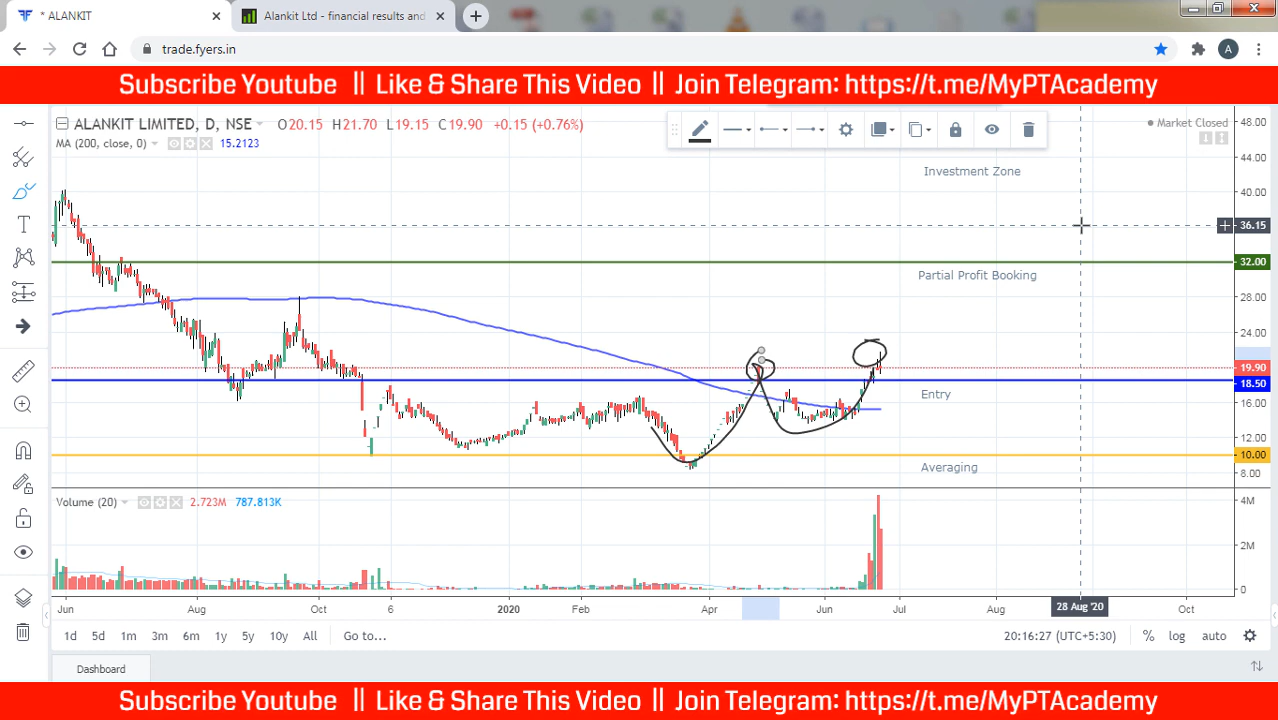 * ALANKIT
Alankit Ltd - financial results and
trade.fyers.in
A
Subscribe Youtube || Like & Share This Video || Join Telegram: https://t.me/MyPTAcademy
ALANKIT LIMITED, D, NSE O20.15 H21.70 L19.15 C19.90 +0.15 (+0.76%)
MA (200, close, 0) 15.2123
Market Closed
48.00
44.00
Investment Zone
40.00
36.15
32.00
Partial Profit Booking
28.00
24.00
19.90
18.50
Entry
16.00
12.00
10.00
Averaging
8.00
Volume (20) 2.723M 787.813K
4M
2M
0
Jun Aug Oct 6 2020 Feb Apr Jun Jul Aug 28 Aug '20 Oct
1d 5d 1m 3m 6m 1y 5y 10y All Go to... 20:16:27 (UTC+5:30) % log auto
Dashboard
Subscribe Youtube || Like & Share This Video || Join Telegram: https://t.me/MyPTAcademy